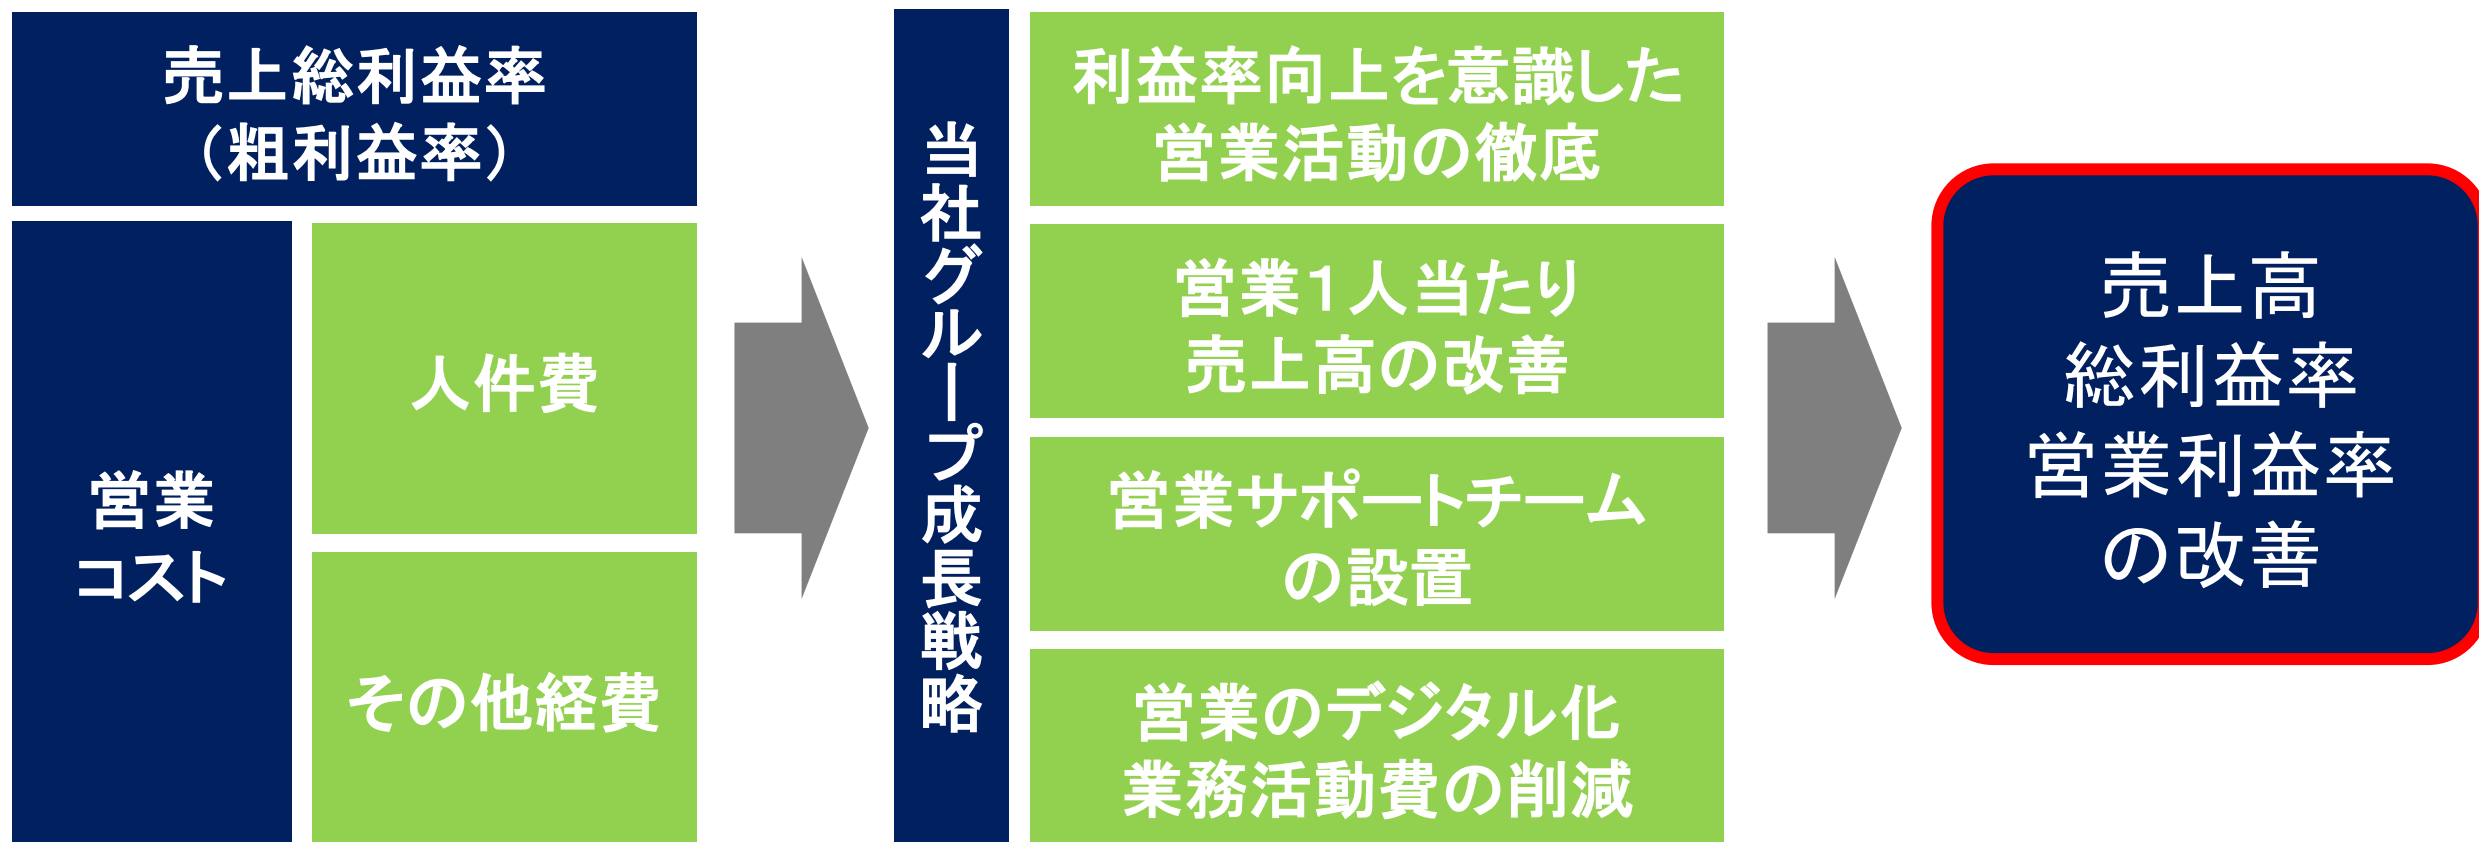 売上総利益率
（粗利益率）
営業
コスト
人件費
その他経費
当社グループ成長戦略
利益率向上を意識した
営業活動の徹底
営業１人当たり
売上高の改善
営業サポートチーム
の設置
営業のデジタル化
業務活動費の削減
売上高
総利益率
営業利益率
の改善